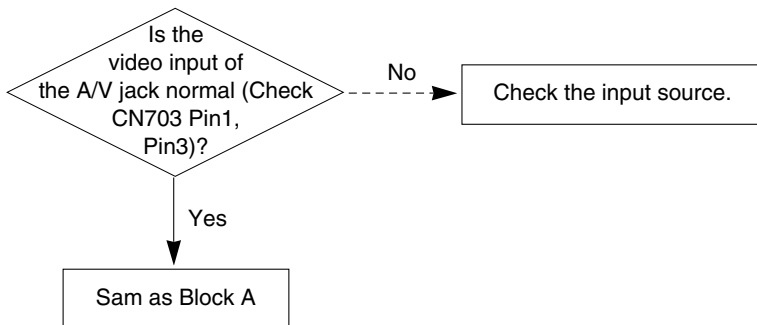 Is the
video input of
the A/V jack normal (Check
CN703 Pin1,
Pin3)?
No
Check the input source.
Yes
Sam as Block A